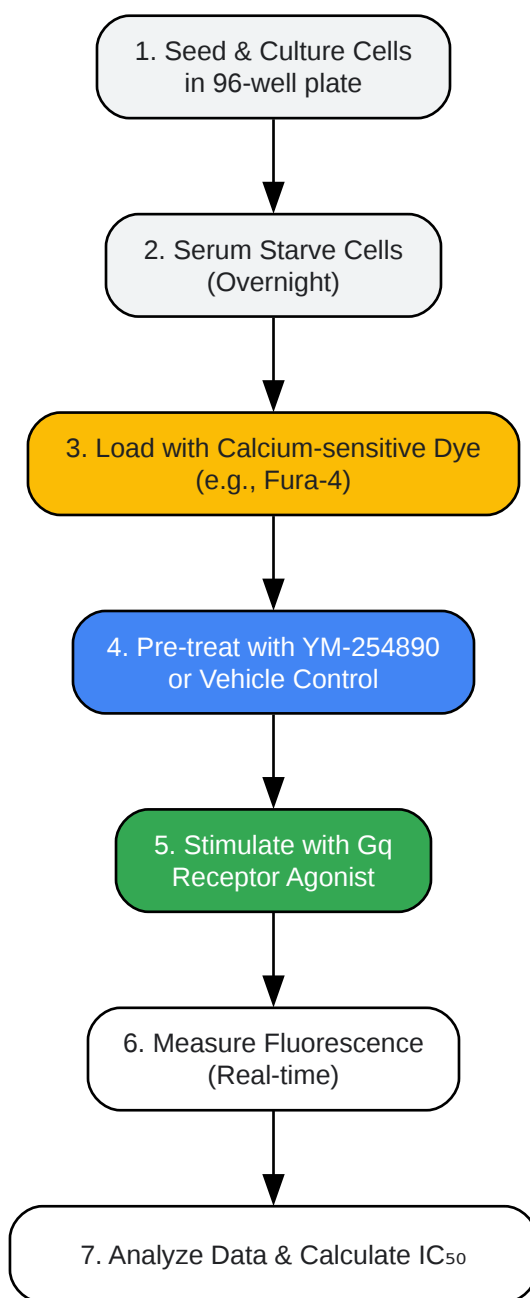 1. Seed & Culture Cells
in 96-well plate
2. Serum Starve Cells
(Overnight)
3. Load with Calcium-sensitive Dye
(e.g., Fura-4)
4. Pre-treat with YM-254890
or Vehicle Control
5. Stimulate with Gq
Receptor Agonist
6. Measure Fluorescence
(Real-time)
7. Analyze Data & Calculate IC₅₀